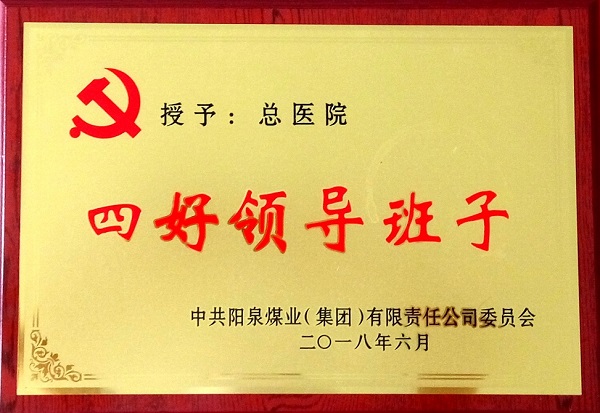 授予：总医院
四好领导班子
中共阳泉煤业(集团)有限责任公司委员会
二〇一八年六月